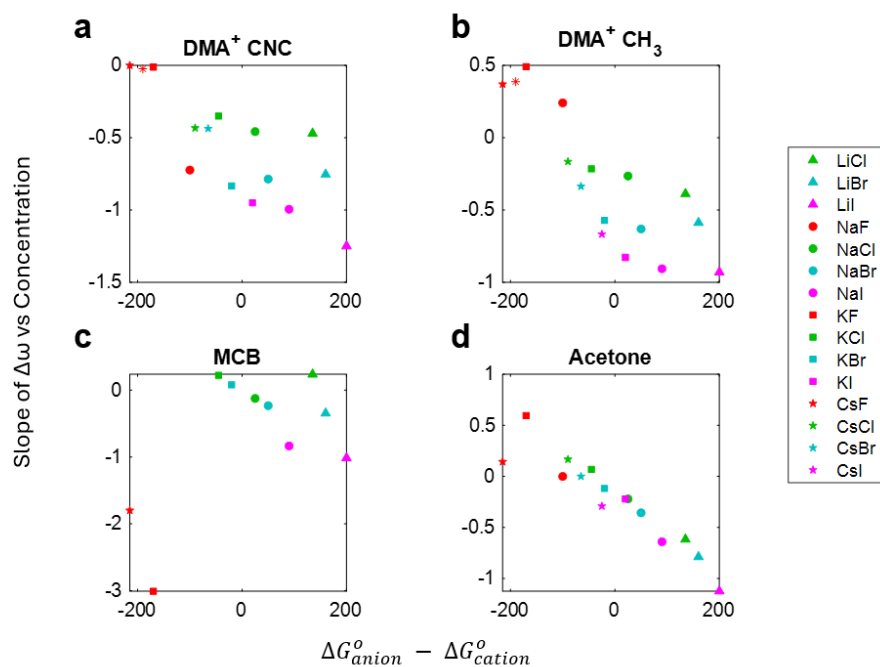 a
DMA+ CNC
0
-0.5
-1
-1.5
-200
0
200
b
DMA+ CH3
0.5
0
-0.5
-1
-200
0
200
c
MCB
0
-1
-2
-3
-200
0
200
d
Acetone
1
0.5
0
-0.5
-1
-200
0
200
Slope of Δω vs Concentration
ΔG°anion − ΔG°cation
LiCl
LiBr
LiI
NaF
NaCl
NaBr
NaI
KF
KCl
KBr
KI
CsF
CsCl
CsBr
CsI